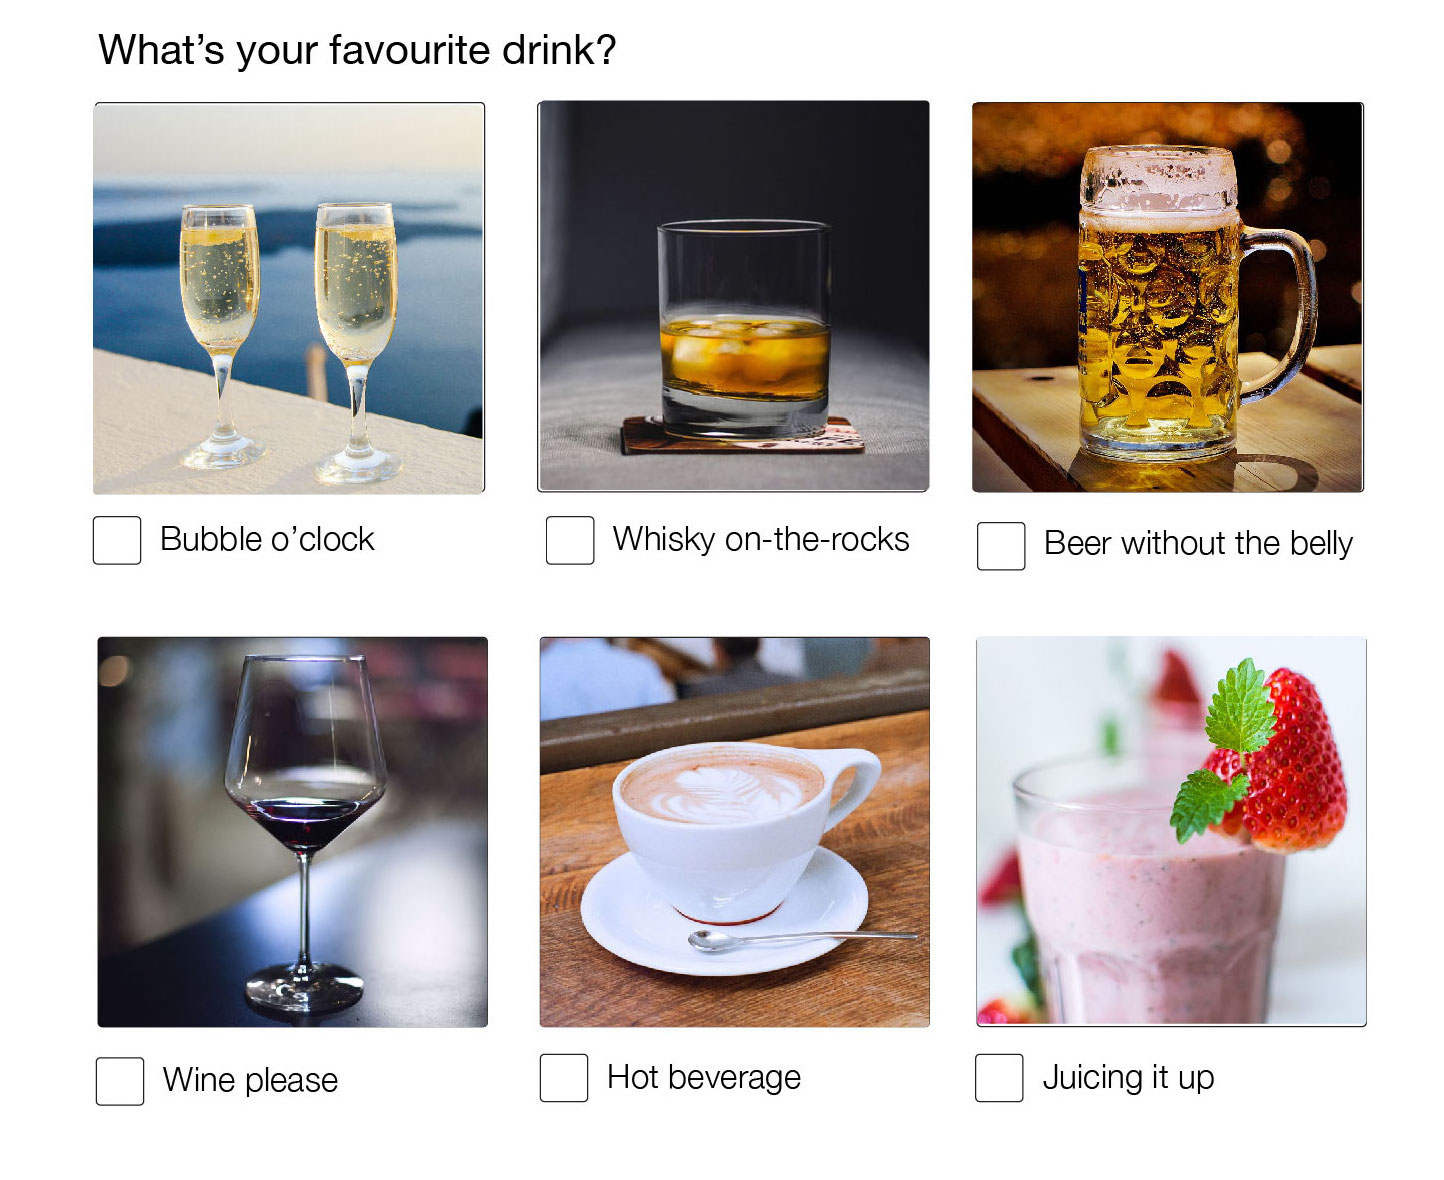 What's your favourite drink?
Bubble o'clock
Whisky on-the-rocks
Beer without the belly
Wine please
Hot beverage
Juicing it up